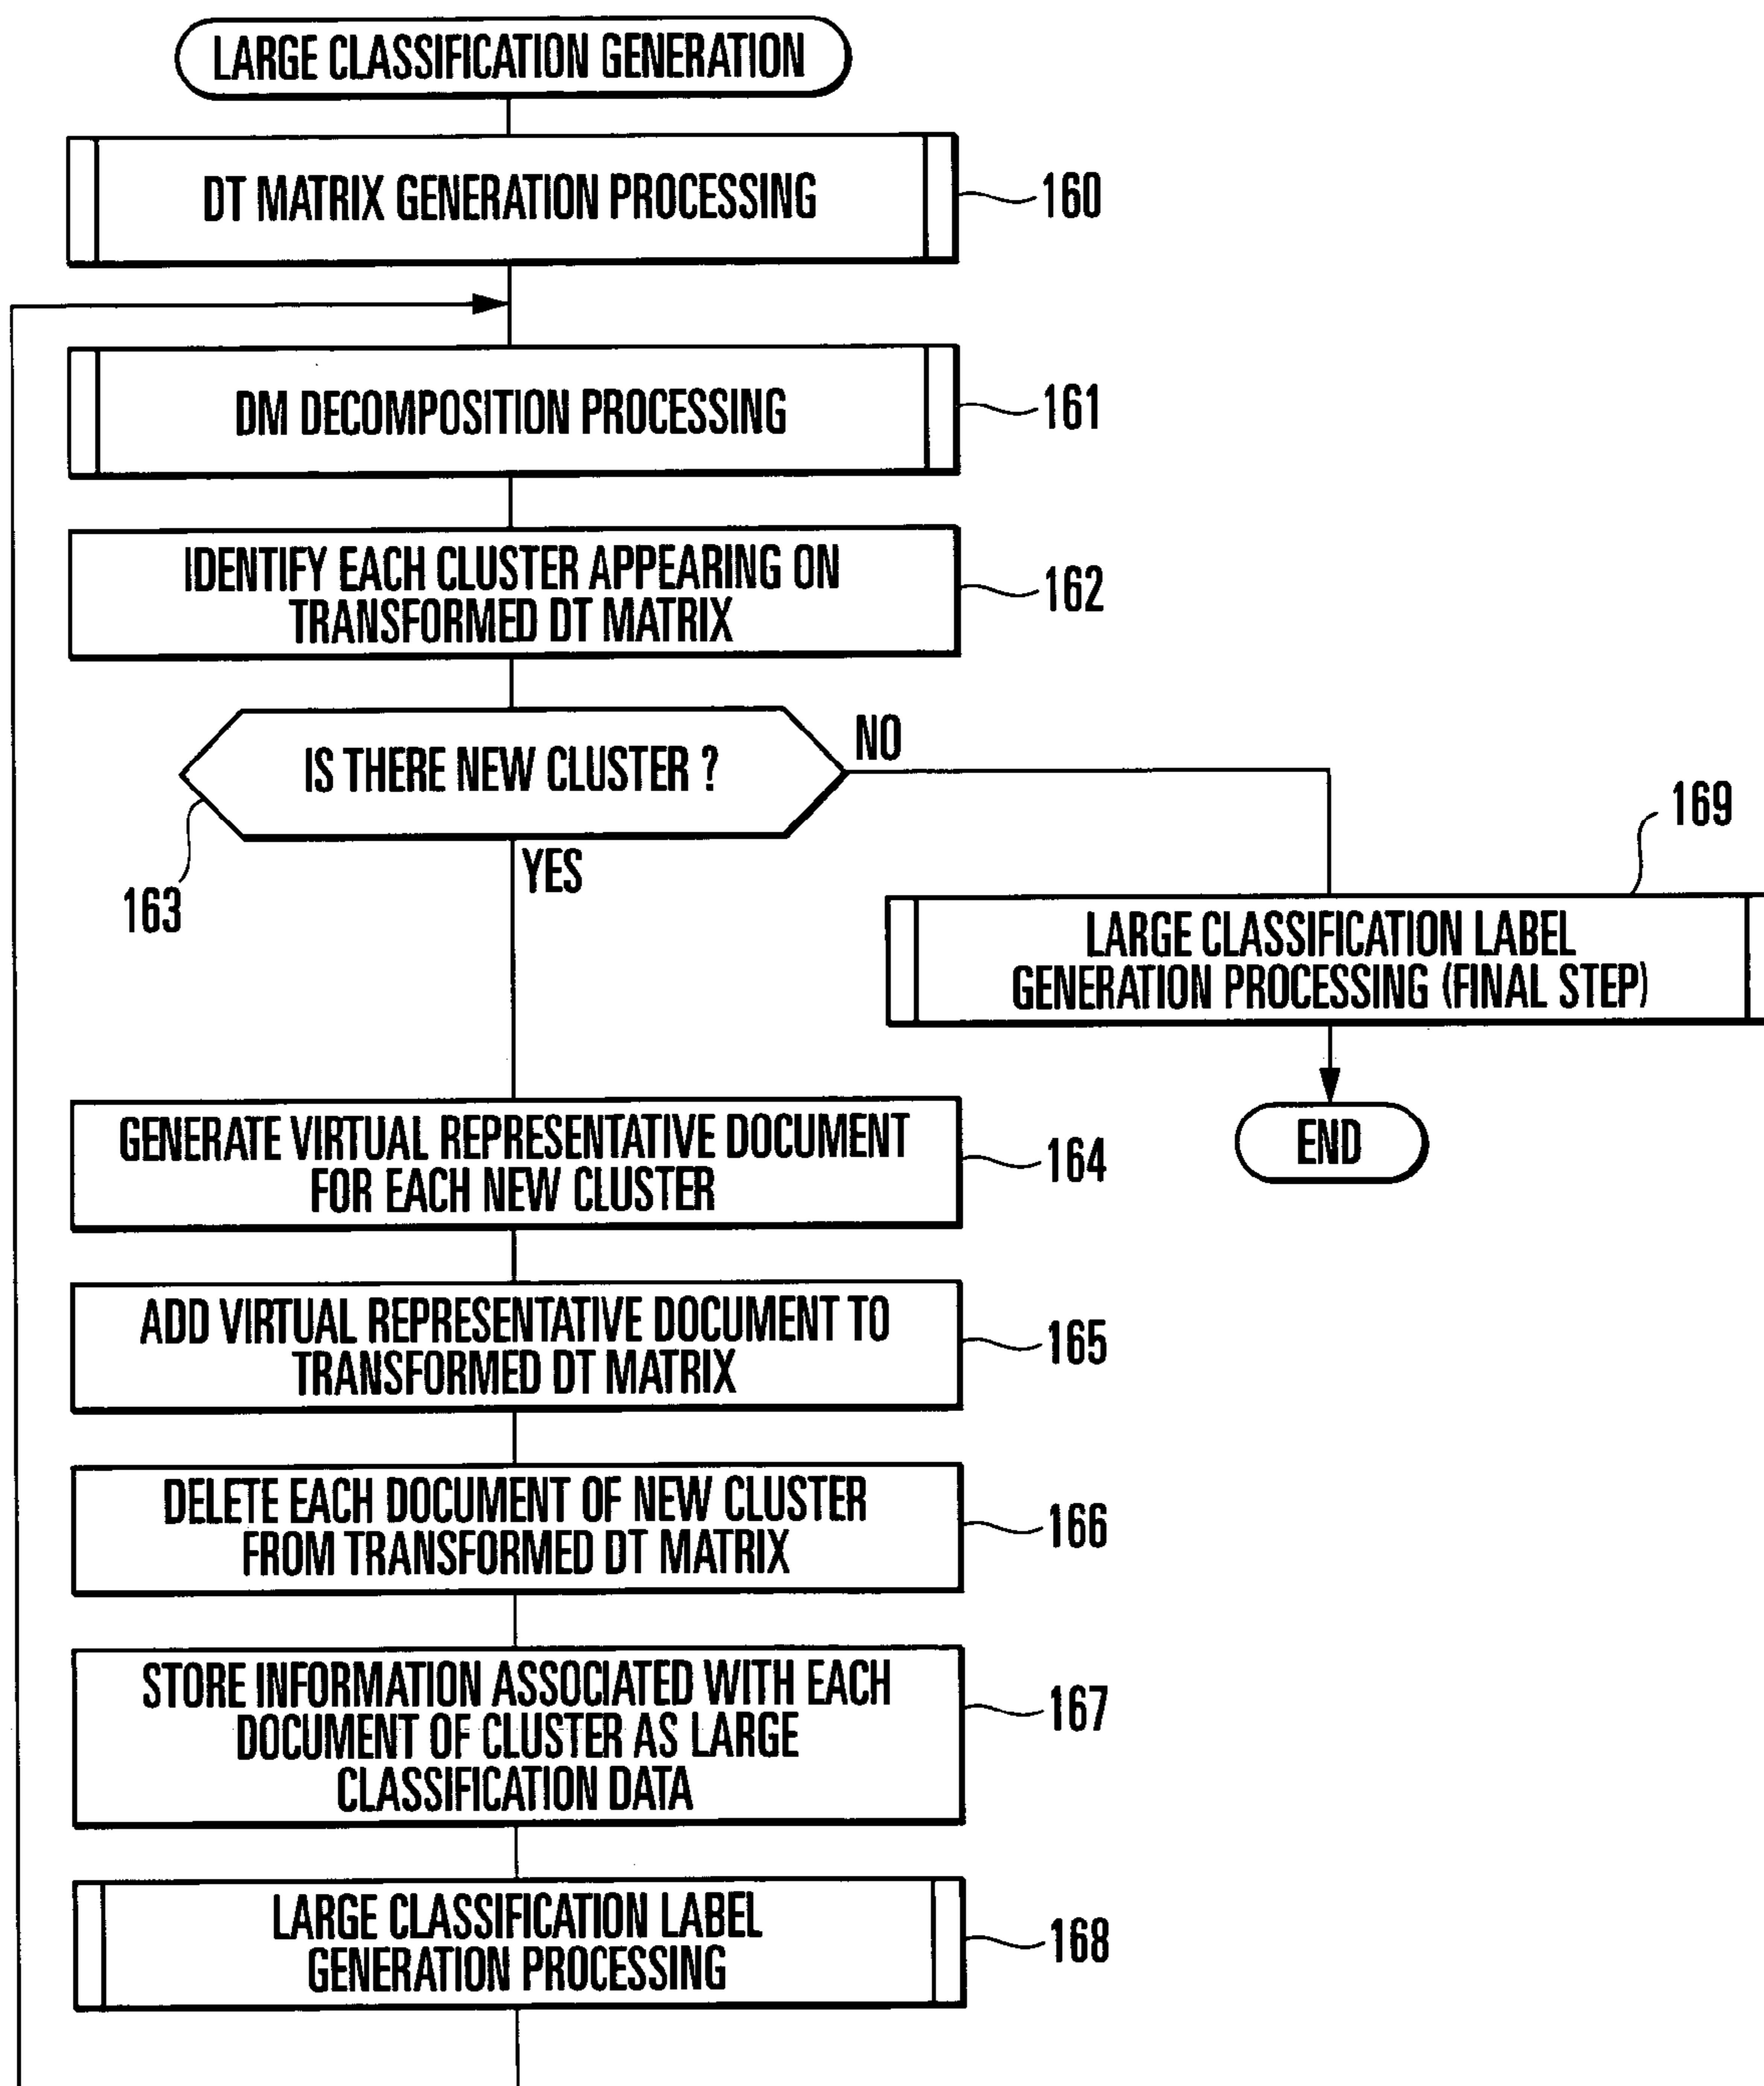 LARGE CLASSIFICATION GENERATION
DT MATRIX GENERATION PROCESSING
160
DM DECOMPOSITION PROCESSING
161
IDENTIFY EACH CLUSTER APPEARING ON
TRANSFORMED DT MATRIX
162
IS THERE NEW CLUSTER ?
NO
163
YES
169
LARGE CLASSIFICATION LABEL
GENERATION PROCESSING (FINAL STEP)
END
GENERATE VIRTUAL REPRESENTATIVE DOCUMENT
FOR EACH NEW CLUSTER
164
ADD VIRTUAL REPRESENTATIVE DOCUMENT TO
TRANSFORMED DT MATRIX
165
DELETE EACH DOCUMENT OF NEW CLUSTER
FROM TRANSFORMED DT MATRIX
166
STORE INFORMATION ASSOCIATED WITH EACH
DOCUMENT OF CLUSTER AS LARGE
CLASSIFICATION DATA
167
LARGE CLASSIFICATION LABEL
GENERATION PROCESSING
168